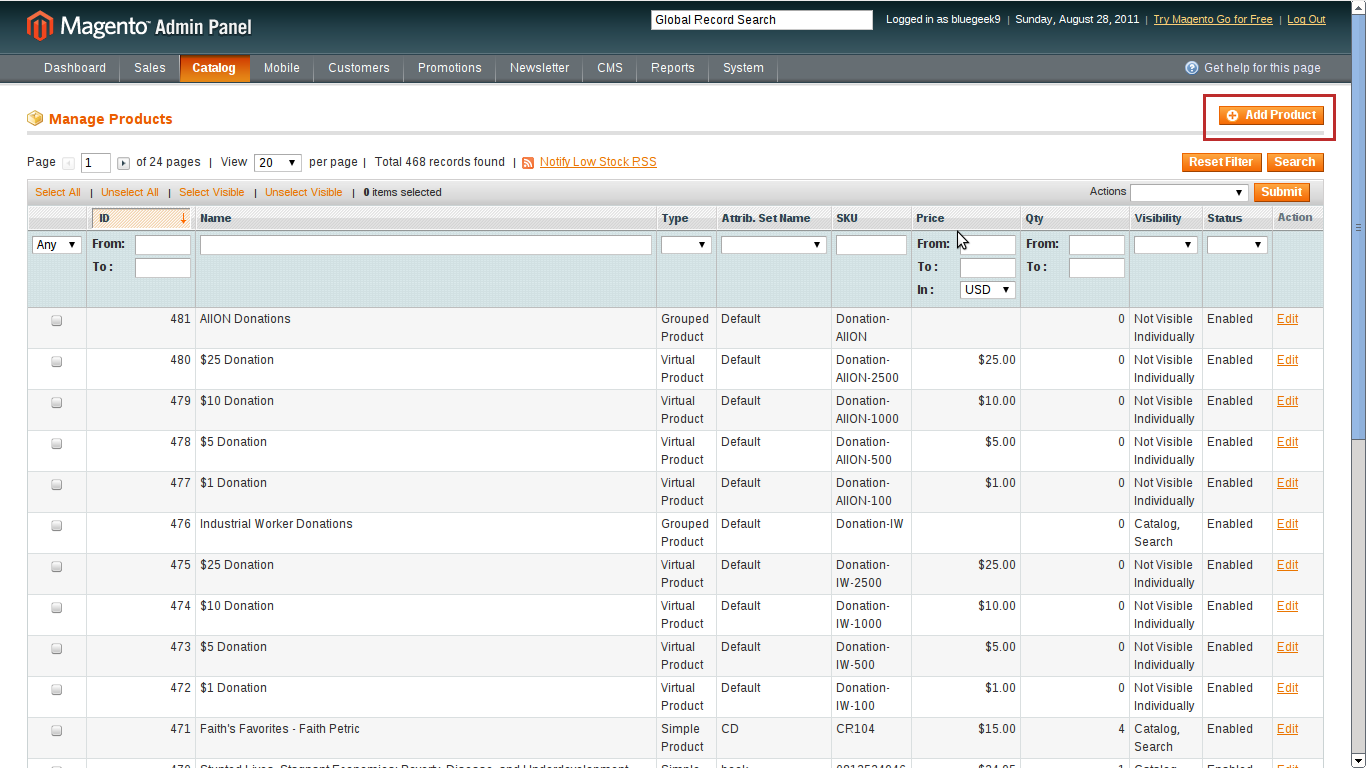 Magento™ Admin Panel
Global Record Search
Logged in as bluegeek9 | Sunday, August 28, 2011 | Try Magento Go for Free | Log Out
Dashboard Sales Catalog Mobile Customers Promotions Newsletter CMS Reports System Get help for this page
Manage Products
Add Product
Page 1 of 24 pages | View 20 per page | Total 468 records found | Notify Low Stock RSS
Reset Filter Search
Select All | Unselect All | Select Visible | Unselect Visible | 0 items selected
Actions Submit
ID Name Type Attrib. Set Name SKU Price Qty Visibility Status Action
Any From: From: From:
To : To : To :
In : USD
481 AIION Donations Grouped Default Donation- 0 Not Visible Enabled Edit
Product AIION Individually
480 $25 Donation Virtual Default Donation- $25.00 0 Not Visible Enabled Edit
Product AIION-2500 Individually
479 $10 Donation Virtual Default Donation- $10.00 0 Not Visible Enabled Edit
Product AIION-1000 Individually
478 $5 Donation Virtual Default Donation- $5.00 0 Not Visible Enabled Edit
Product AIION-500 Individually
477 $1 Donation Virtual Default Donation- $1.00 0 Not Visible Enabled Edit
Product AIION-100 Individually
476 Industrial Worker Donations Grouped Default Donation-IW 0 Catalog, Enabled Edit
Product Search
475 $25 Donation Virtual Default Donation- $25.00 0 Not Visible Enabled Edit
Product IW-2500 Individually
474 $10 Donation Virtual Default Donation- $10.00 0 Not Visible Enabled Edit
Product IW-1000 Individually
473 $5 Donation Virtual Default Donation- $5.00 0 Not Visible Enabled Edit
Product IW-500 Individually
472 $1 Donation Virtual Default Donation- $1.00 0 Not Visible Enabled Edit
Product IW-100 Individually
471 Faith's Favorites - Faith Petric Simple CD CR104 $15.00 4 Catalog, Enabled Edit
Product Search